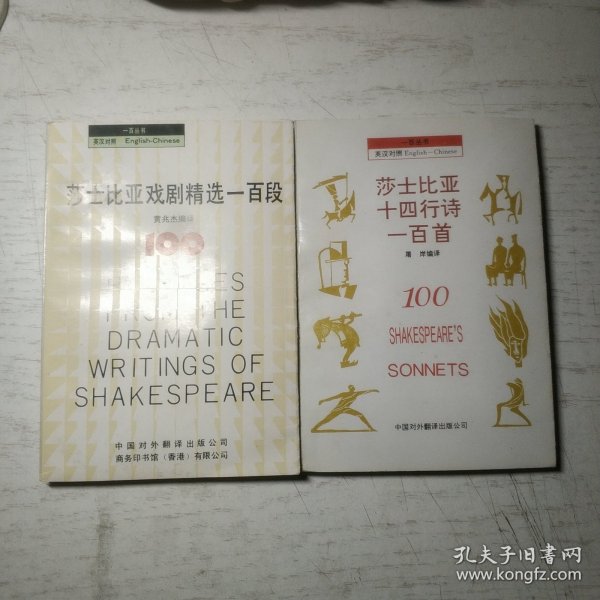 一百丛书
英汉对照 English-Chinese
莎士比亚戏剧精选一百段
黄兆杰编译
100
FROM THE
DRAMATIC
WRITINGS OF
SHAKESPEARE
中国对外翻译出版公司
商务印书馆（香港）有限公司
一百丛书
英汉对照 English-Chinese
莎士比亚
十四行诗
一百首
屠岸编译
100
SHAKESPEARE'S
SONNETS
中国对外翻译出版公司
孔夫子旧书网
www.kongfz.com